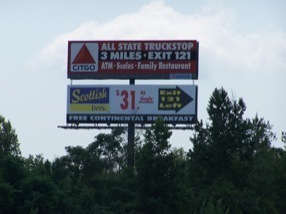 ALL STATE TRUCKSTOP
3 MILES · EXIT 121
ATM · Scales · Family Restaurant
CITGO
Scottish
INNS
$31
Single
Exit
121
FREE CONTINENTAL BREAKFAST